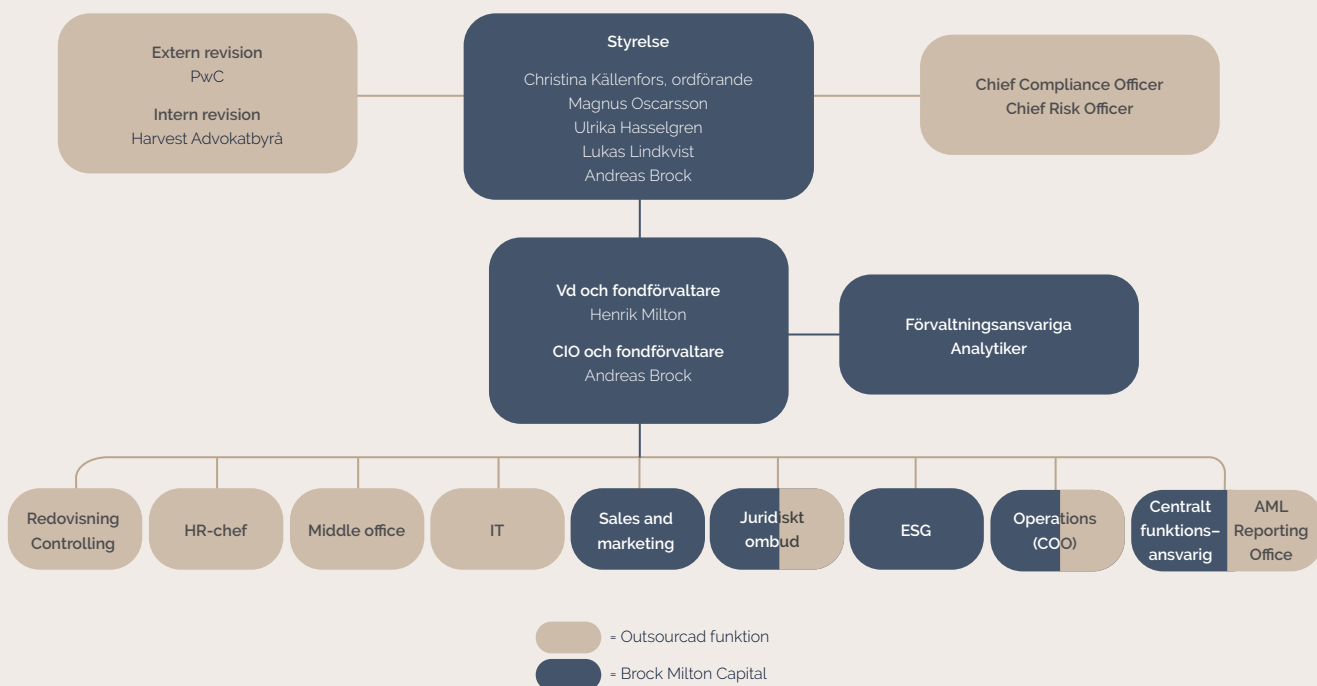 Extern revision
PwC
Intern revision
Harvest Advokatbyrå
Styrelse
Christina Källenfors, ordförande
Magnus Oscarsson
Ulrika Hasselgren
Lukas Lindkvist
Andreas Brock
Chief Compliance Officer
Chief Risk Officer
Vd och fondförvaltare
Henrik Milton
CIO och fondförvaltare
Andreas Brock
Förvaltningsansvariga
Analytiker
Redovisning
Controlling
HR-chef
Middle office
IT
Sales and
marketing
Juridiskt
ombud
ESG
Operations
(COO)
Centralt
funktions–
ansvarig
AML
Reporting
Office
= Outsourcad funktion
= Brock Milton Capital